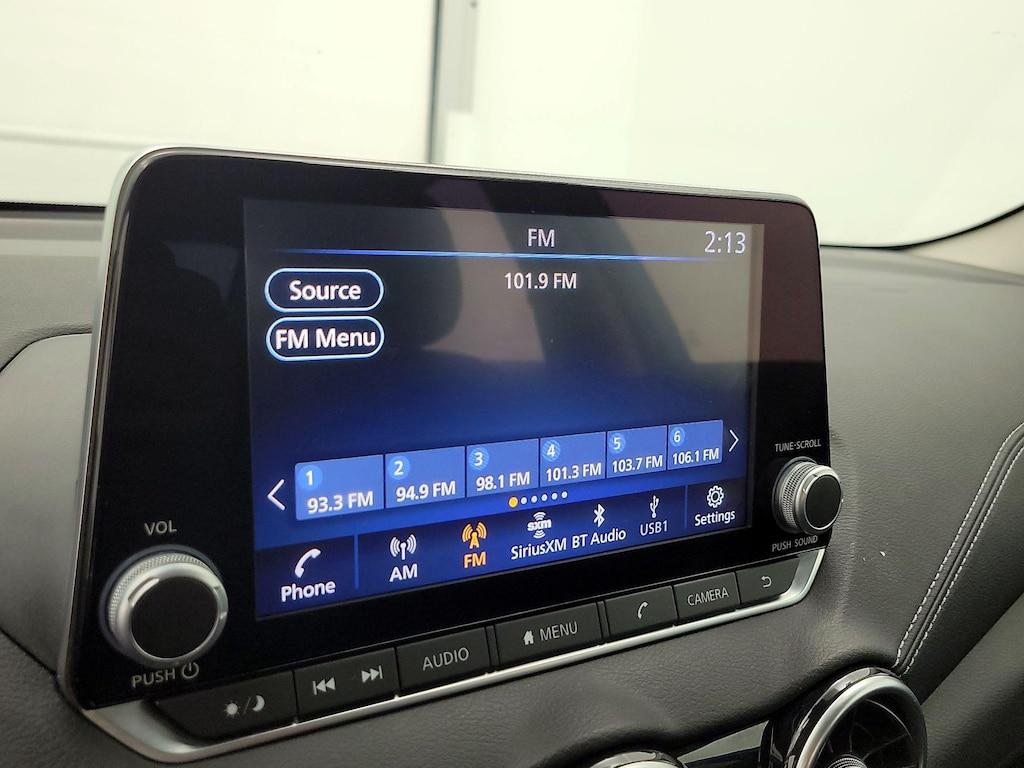 FM
2:13
101.9 FM
Source
FM Menu
1
93.3 FM
2
94.9 FM
3
98.1 FM
4
101.3 FM
5
103.7 FM
6
106.1 FM
Phone
AM
FM
sxm
SiriusXM
BT Audio
USB1
Settings
VOL
PUSH
TUNE·SCROLL
PUSH SOUND
AUDIO
MENU
CAMERA